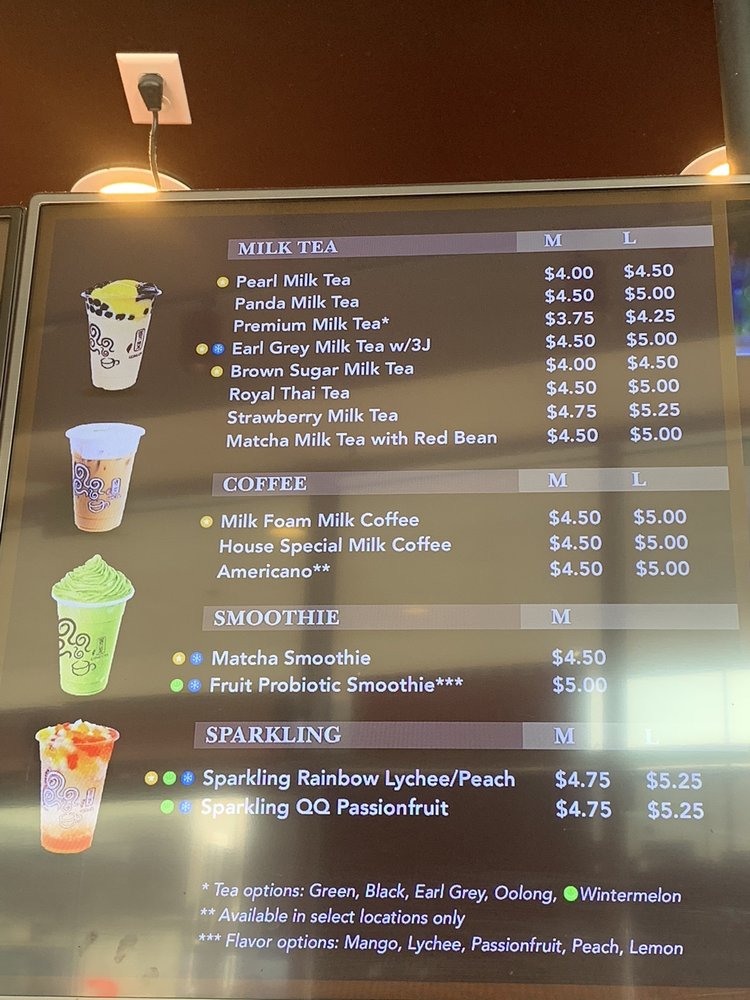 MILK TEA M L
Pearl Milk Tea $4.00 $4.50
Panda Milk Tea $4.50 $5.00
Premium Milk Tea* $3.75 $4.25
Earl Grey Milk Tea w/3J $4.50 $5.00
Brown Sugar Milk Tea $4.00 $4.50
Royal Thai Tea $4.50 $5.00
Strawberry Milk Tea $4.75 $5.25
Matcha Milk Tea with Red Bean $4.50 $5.00
COFFEE M L
Milk Foam Milk Coffee $4.50 $5.00
House Special Milk Coffee $4.50 $5.00
Americano** $4.50 $5.00
SMOOTHIE M
Matcha Smoothie $4.50
Fruit Probiotic Smoothie*** $5.00
SPARKLING M L
Sparkling Rainbow Lychee/Peach $4.75 $5.25
Sparkling QQ Passionfruit $4.75 $5.25
* Tea options: Green, Black, Earl Grey, Oolong, Wintermelon
** Available in select locations only
*** Flavor options: Mango, Lychee, Passionfruit, Peach, Lemon